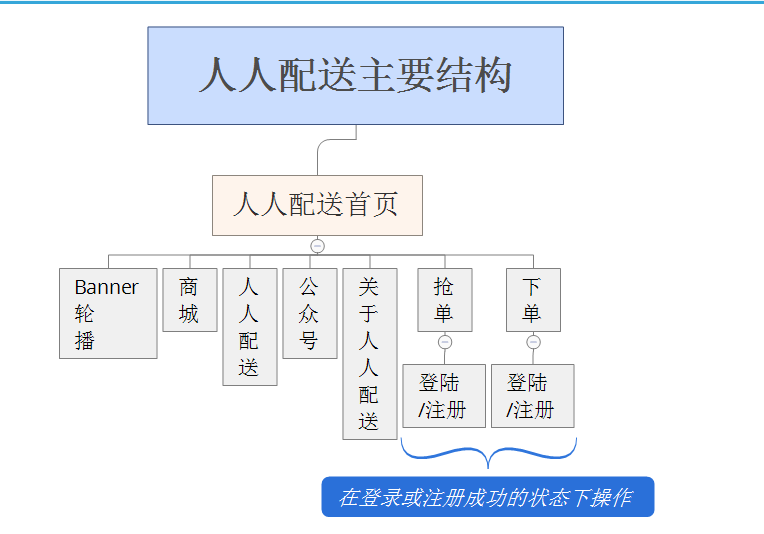 人人配送主要结构
人人配送首页
Banner
轮
播
商
城
人
人
配
送
公
众
号
关
于
人
人
配
送
抢
单
下
单
登陆
/注册
登陆
/注册
在登录或注册成功的状态下操作